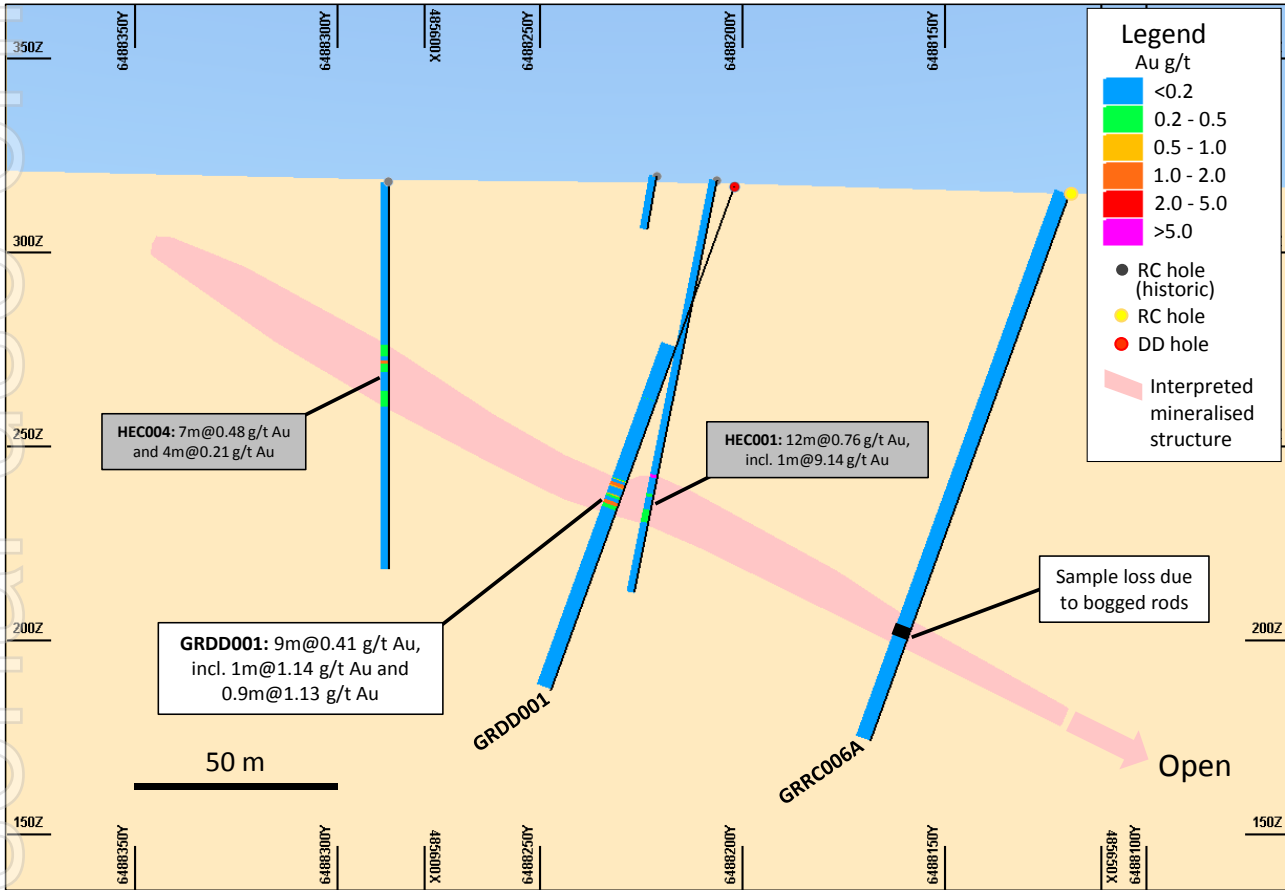 6488350Y
6488300Y
485600X
6488250Y
6488200Y
6488150Y
350Z
300Z
250Z
200Z
150Z
200Z
150Z
Legend
Au g/t
<0.2
0.2 - 0.5
0.5 - 1.0
1.0 - 2.0
2.0 - 5.0
>5.0
RC hole
(historic)
RC hole
DD hole
Interpreted
mineralised
structure
HEC004: 7m@0.48 g/t Au
and 4m@0.21 g/t Au
HEC001: 12m@0.76 g/t Au,
incl. 1m@9.14 g/t Au
GRDD001: 9m@0.41 g/t Au,
incl. 1m@1.14 g/t Au and
0.9m@1.13 g/t Au
Sample loss due
to bogged rods
GRDD001
GRRC006A
Open
50 m
6488350Y
6488300Y
485600X
6488250Y
6488200Y
6488150Y
485650X
6488100Y